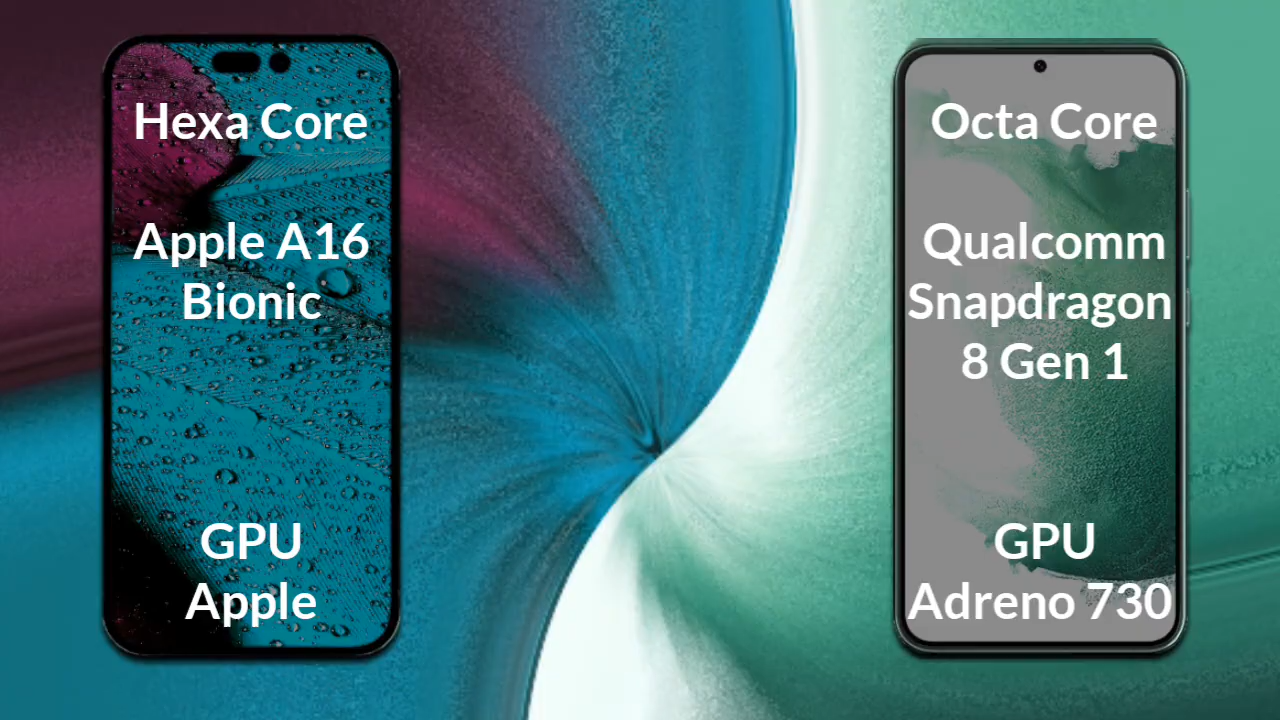 Hexa Core
Apple A16
Bionic
GPU
Apple
Octa Core
Qualcomm
Snapdragon
8 Gen 1
GPU
Adreno 730